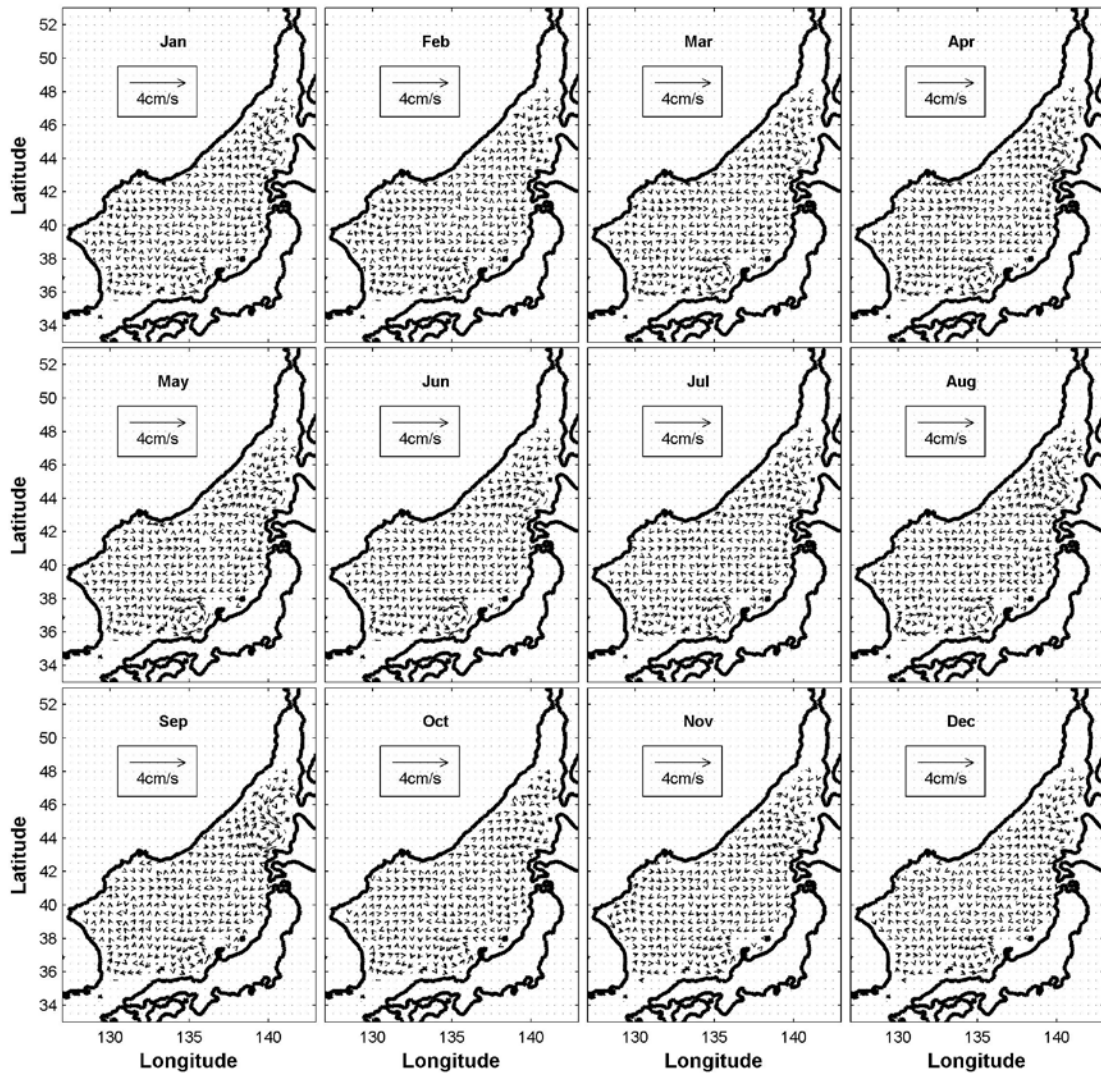 Jan
Feb
Mar
Apr
4cm/s
4cm/s
4cm/s
4cm/s
52
50
48
46
44
42
40
38
36
34
Latitude
May
Jun
Jul
Aug
4cm/s
4cm/s
4cm/s
4cm/s
52
50
48
46
44
42
40
38
36
34
Latitude
Sep
Oct
Nov
Dec
4cm/s
4cm/s
4cm/s
4cm/s
52
50
48
46
44
42
40
38
36
34
Latitude
130 135 140
130 135 140
130 135 140
130 135 140
Longitude
Longitude
Longitude
Longitude